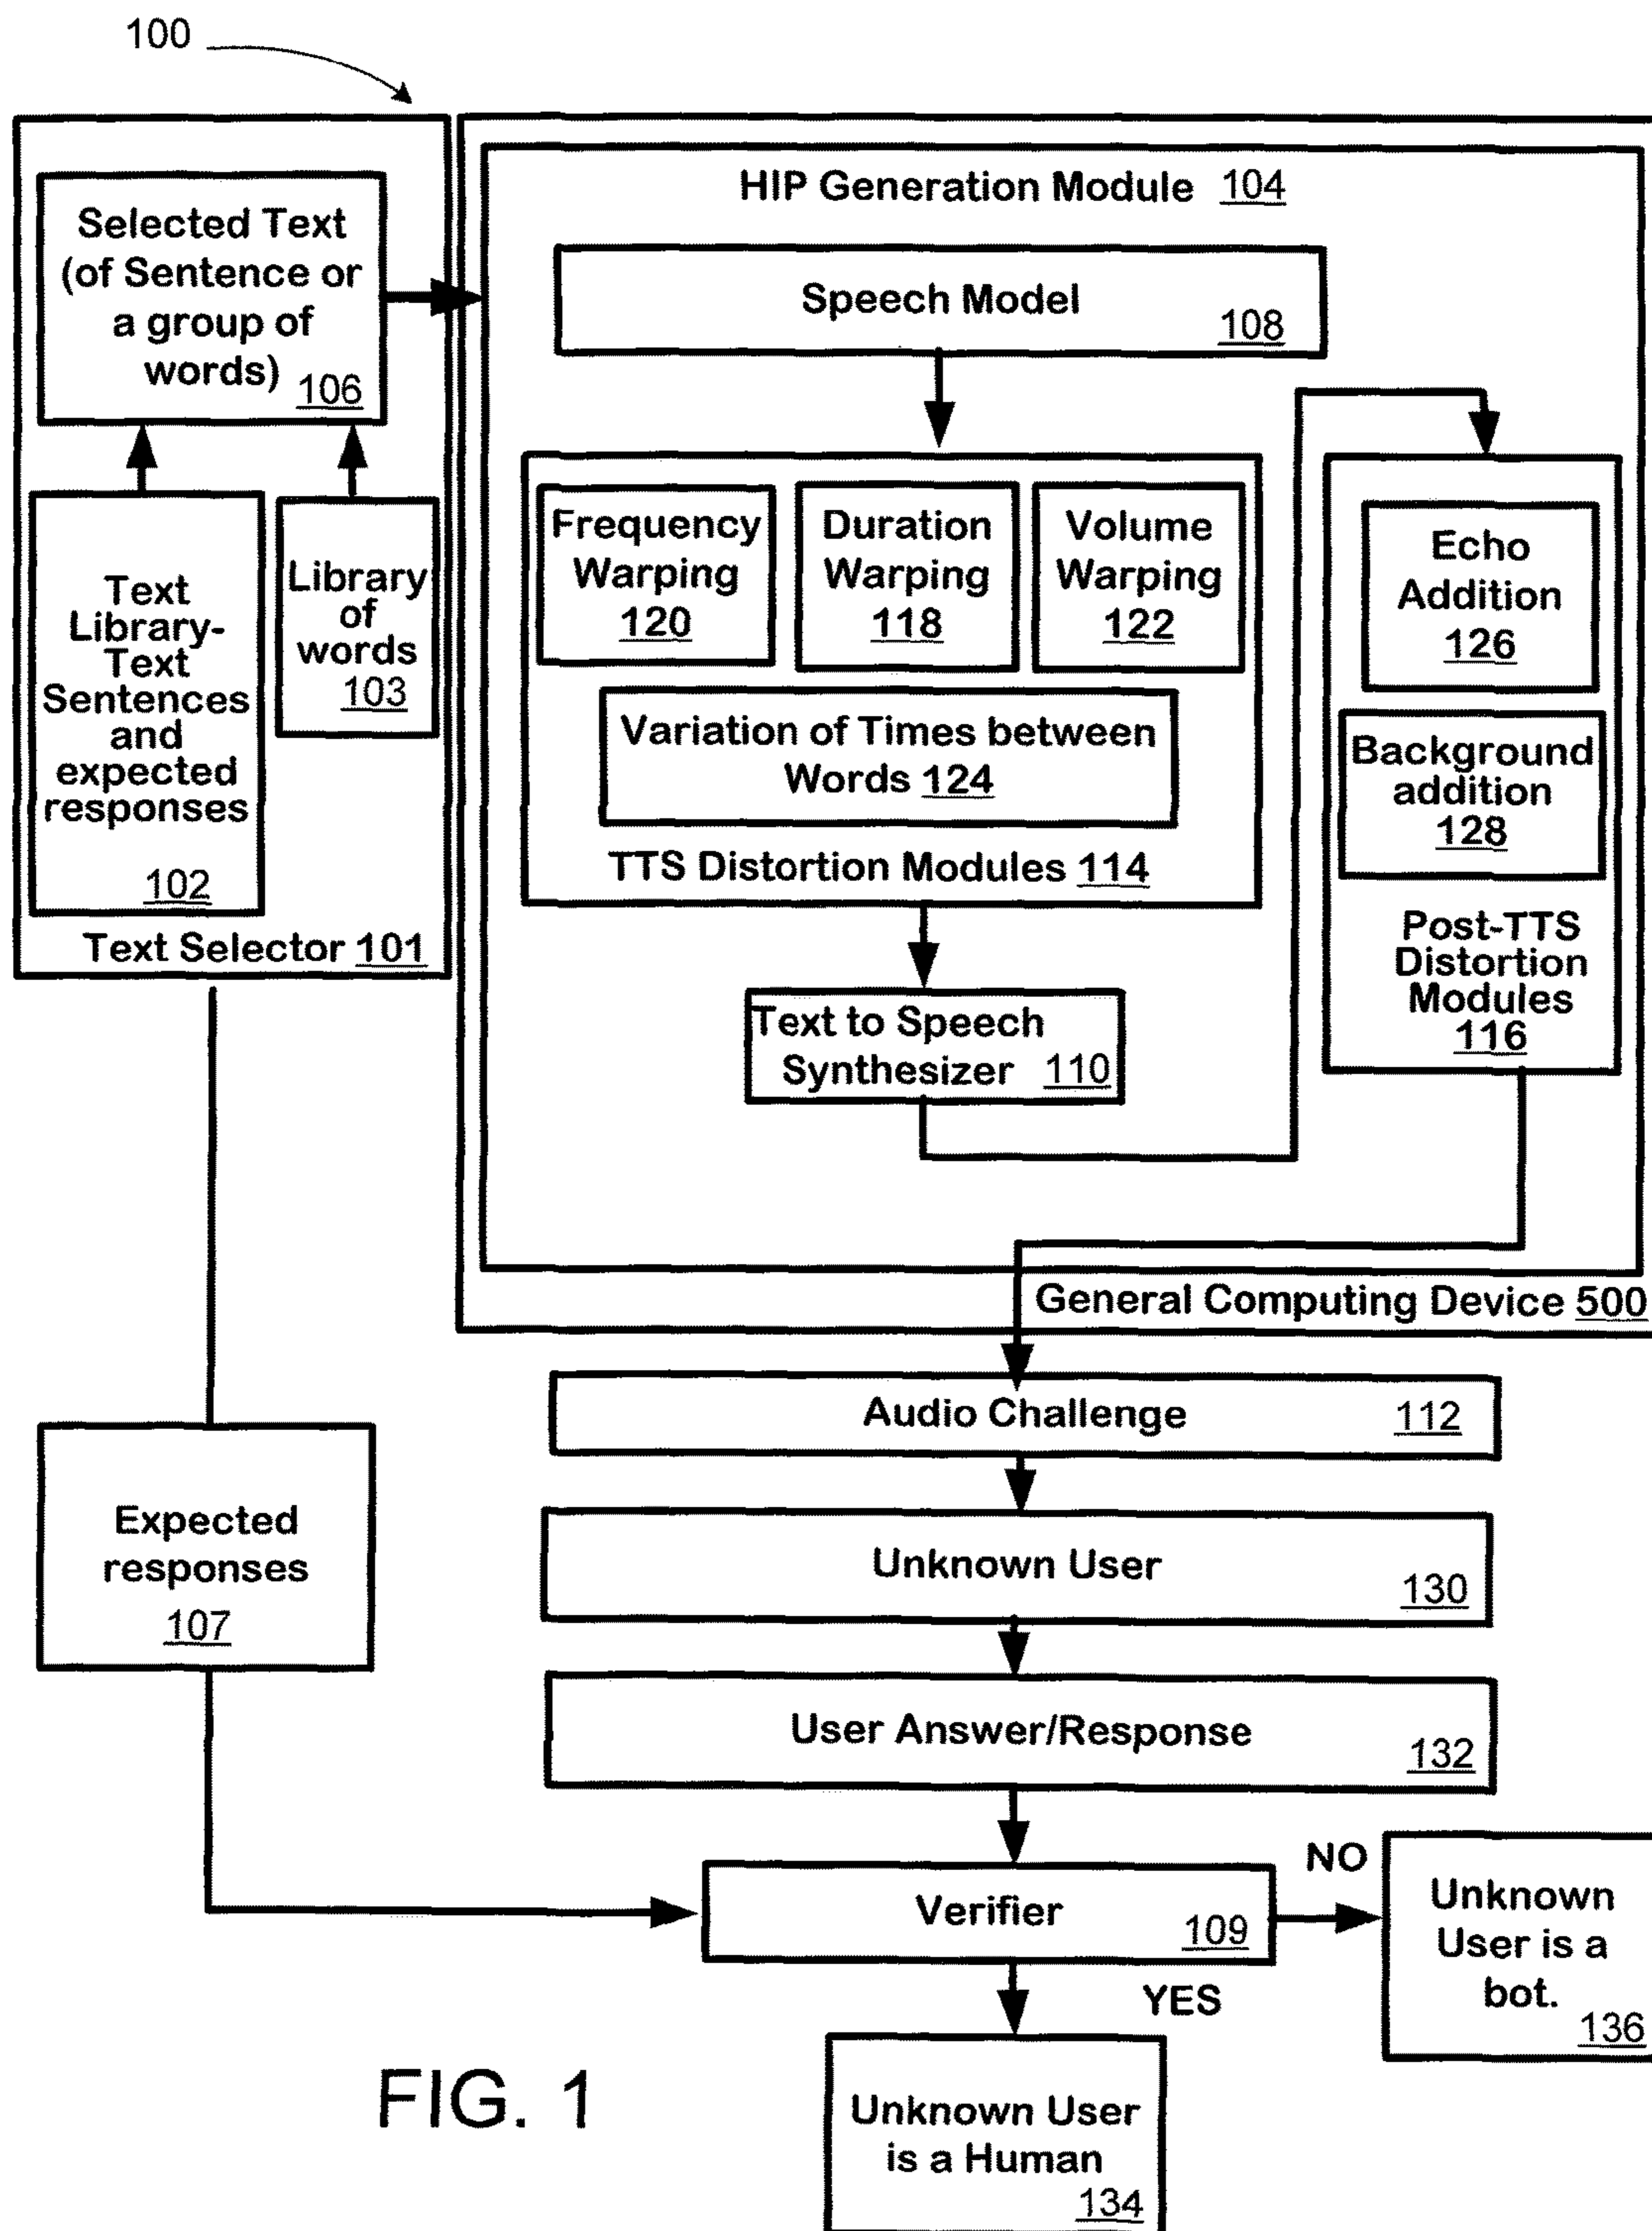 100
Selected Text
(of Sentence or
a group of
words) 106
Text
Library-
Text
Sentences
and
expected
responses
102
Library
of
words
103
Text Selector 101
HIP Generation Module 104
Speech Model 108
Frequency
Warping
120
Duration
Warping
118
Volume
Warping
122
Variation of Times between
Words 124
TTS Distortion Modules 114
Text to Speech
Synthesizer 110
Echo
Addition
126
Background
addition
128
Post-TTS
Distortion
Modules
116
General Computing Device 500
Audio Challenge 112
Unknown User 130
User Answer/Response 132
Expected
responses
107
Verifier 109
NO
Unknown
User is a
bot.
136
YES
Unknown User
is a Human
134
FIG. 1